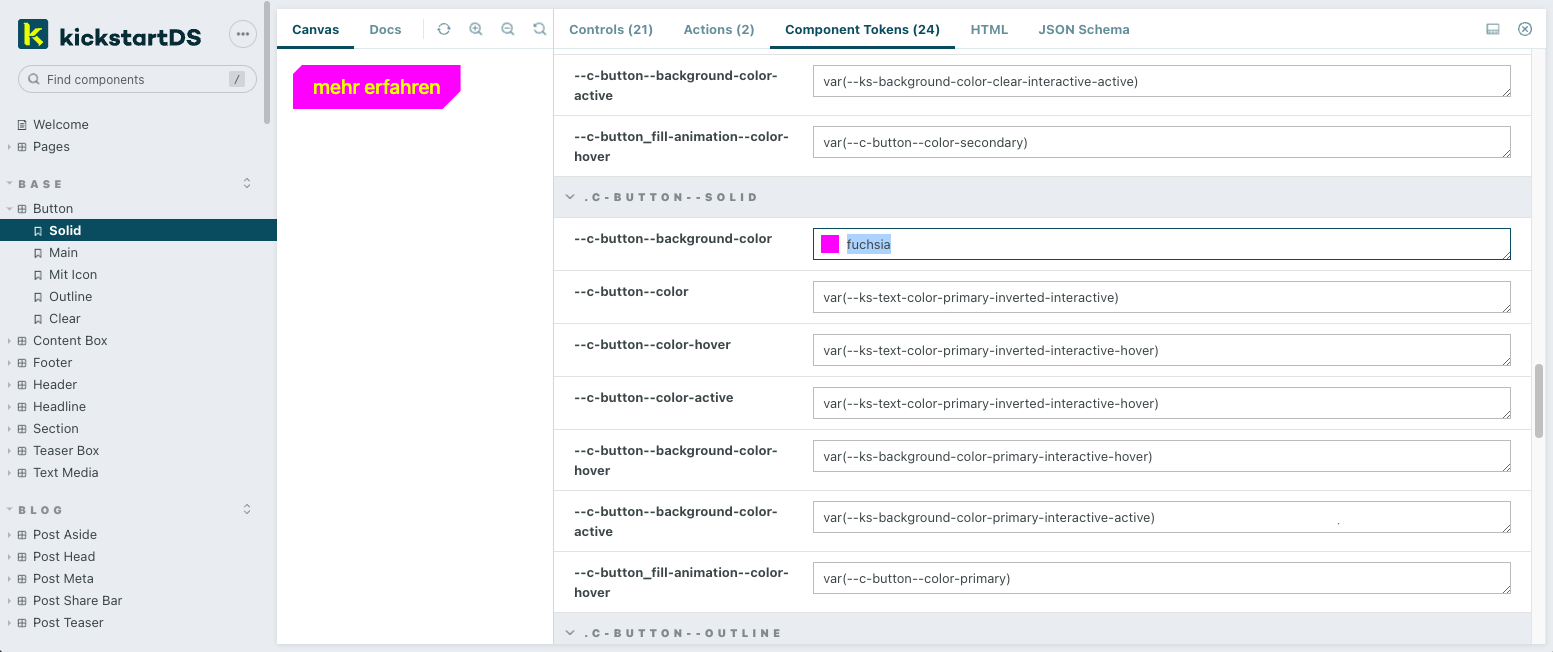 kickstartDS
Find components
/
Welcome
Pages
BASE
Button
Solid
Main
Mit Icon
Outline
Clear
Content Box
Footer
Header
Headline
Section
Teaser Box
Text Media
BLOG
Post Aside
Post Head
Post Meta
Post Share Bar
Post Teaser
Canvas
Docs
mehr erfahren
Controls (21)
Actions (2)
Component Tokens (24)
HTML
JSON Schema
--c-button--background-color-
active
var(--ks-background-color-clear-interactive-active)
--c-button_fill-animation--color-
hover
var(--c-button--color-secondary)
.C-BUTTON--SOLID
--c-button--background-color
fuchsia
--c-button--color
var(--ks-text-color-primary-inverted-interactive)
--c-button--color-hover
var(--ks-text-color-primary-inverted-interactive-hover)
--c-button--color-active
var(--ks-text-color-primary-inverted-interactive-hover)
--c-button--background-color-
hover
var(--ks-background-color-primary-interactive-hover)
--c-button--background-color-
active
var(--ks-background-color-primary-interactive-active)
--c-button_fill-animation--color-
hover
var(--c-button--color-primary)
.C-BUTTON--OUTLINE